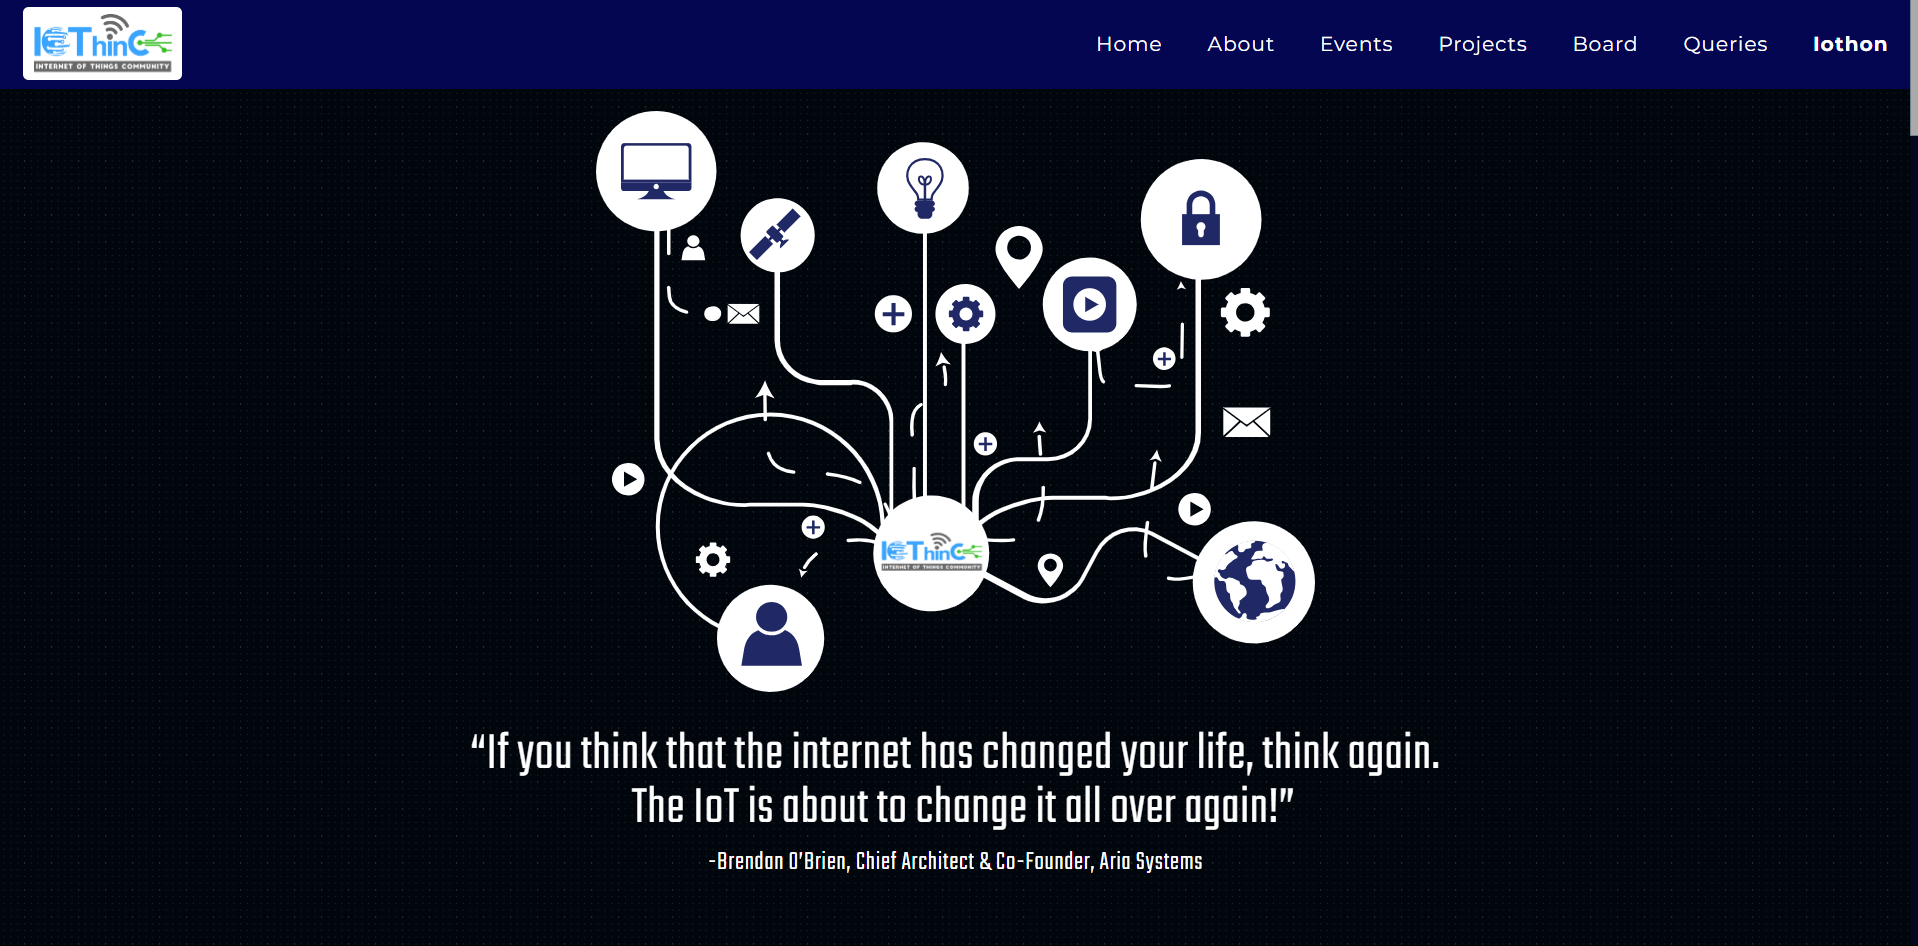 IoThinC
INTERNET OF THINGS COMMUNITY
Home About Events Projects Board Queries Iothon
IoThinC
INTERNET OF THINGS COMMUNITY
“If you think that the internet has changed your life, think again.
The IoT is about to change it all over again!”
-Brendan O’Brien, Chief Architect & Co-Founder, Aria Systems